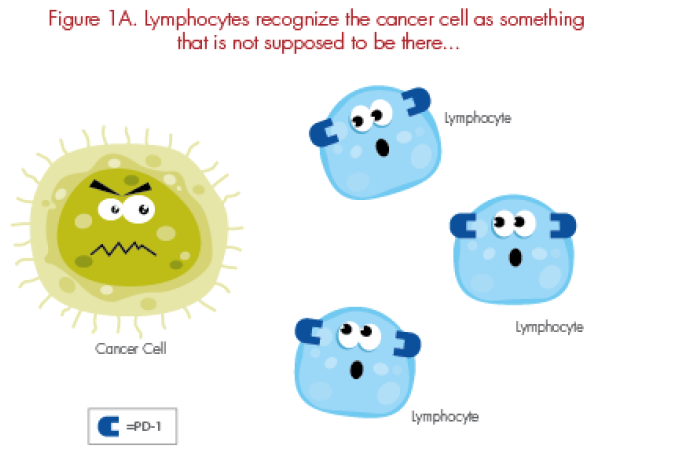 Figure 1A. Lymphocytes recognize the cancer cell as something
that is not supposed to be there...
Lymphocyte
Lymphocyte
Cancer Cell
Lymphocyte
=PD-1